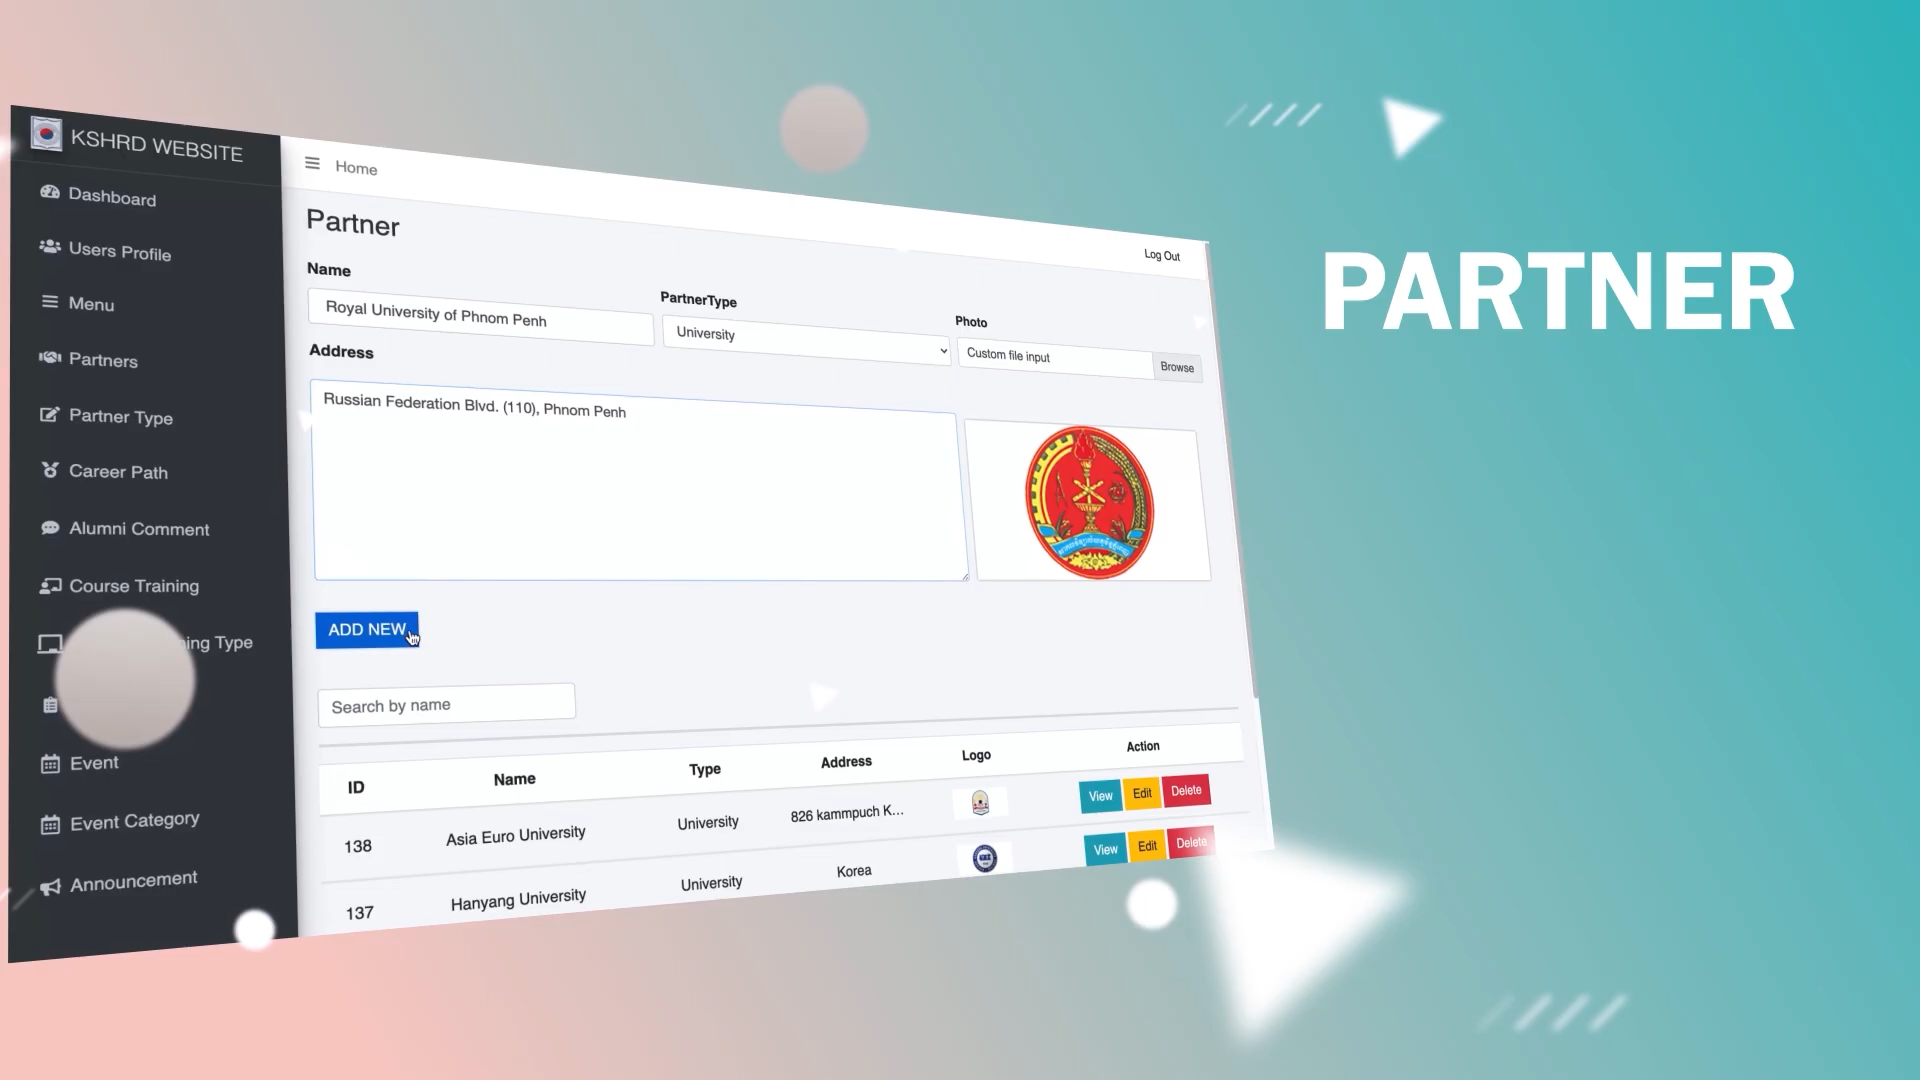 KSHRD WEBSITE
Dashboard
Users Profile
Menu
Partners
Partner Type
Career Path
Alumni Comment
Course Training
ing Type
Event
Event Category
Announcement
Home
Log Out
Partner
Name
PartnerType
Photo
Royal University of Phnom Penh
University
Custom file input
Browse
Address
Russian Federation Blvd. (110), Phnom Penh
ADD NEW
Search by name
ID Name Type Address Logo Action
138 Asia Euro University University 826 kammpuch K... View Edit Delete
137 Hanyang University University Korea View Edit Delete
PARTNER